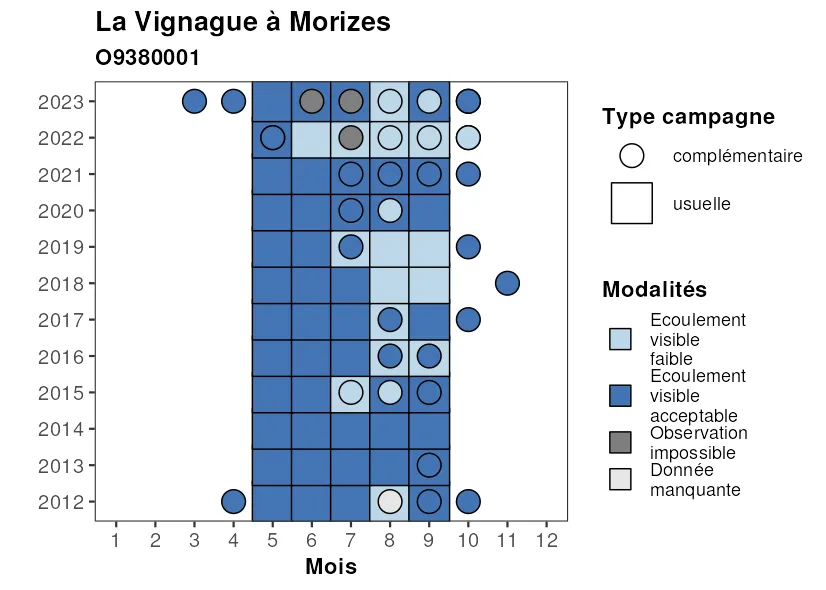 La Vignague à Morizes
O9380001
2023
2022
2021
2020
2019
2018
2017
2016
2015
2014
2013
2012
1 2 3 4 5 6 7 8 9 10 11 12
Mois
Type campagne
complémentaire
usuelle
Modalités
Ecoulement
visible
faible
Ecoulement
visible
acceptable
Observation
impossible
Donnée
manquante